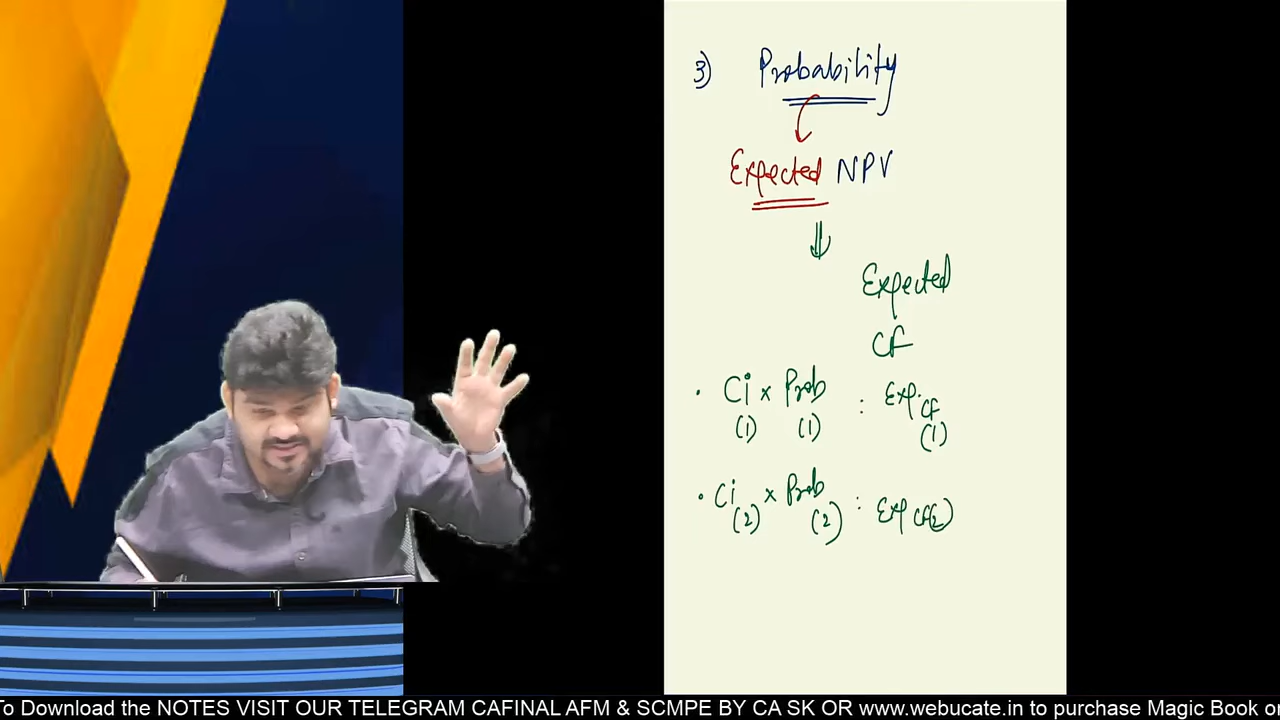 3) Probability
Expected NPV
Expected
CF
• Ci x Prob : Exp. CF
(1) (1) (1)
• Ci x Prob : Exp CF(2)
(2) (2)
To Download the NOTES VISIT OUR TELEGRAM CAFINAL AFM & SCMPE BY CA SK OR www.webucate.in to purchase Magic Book or